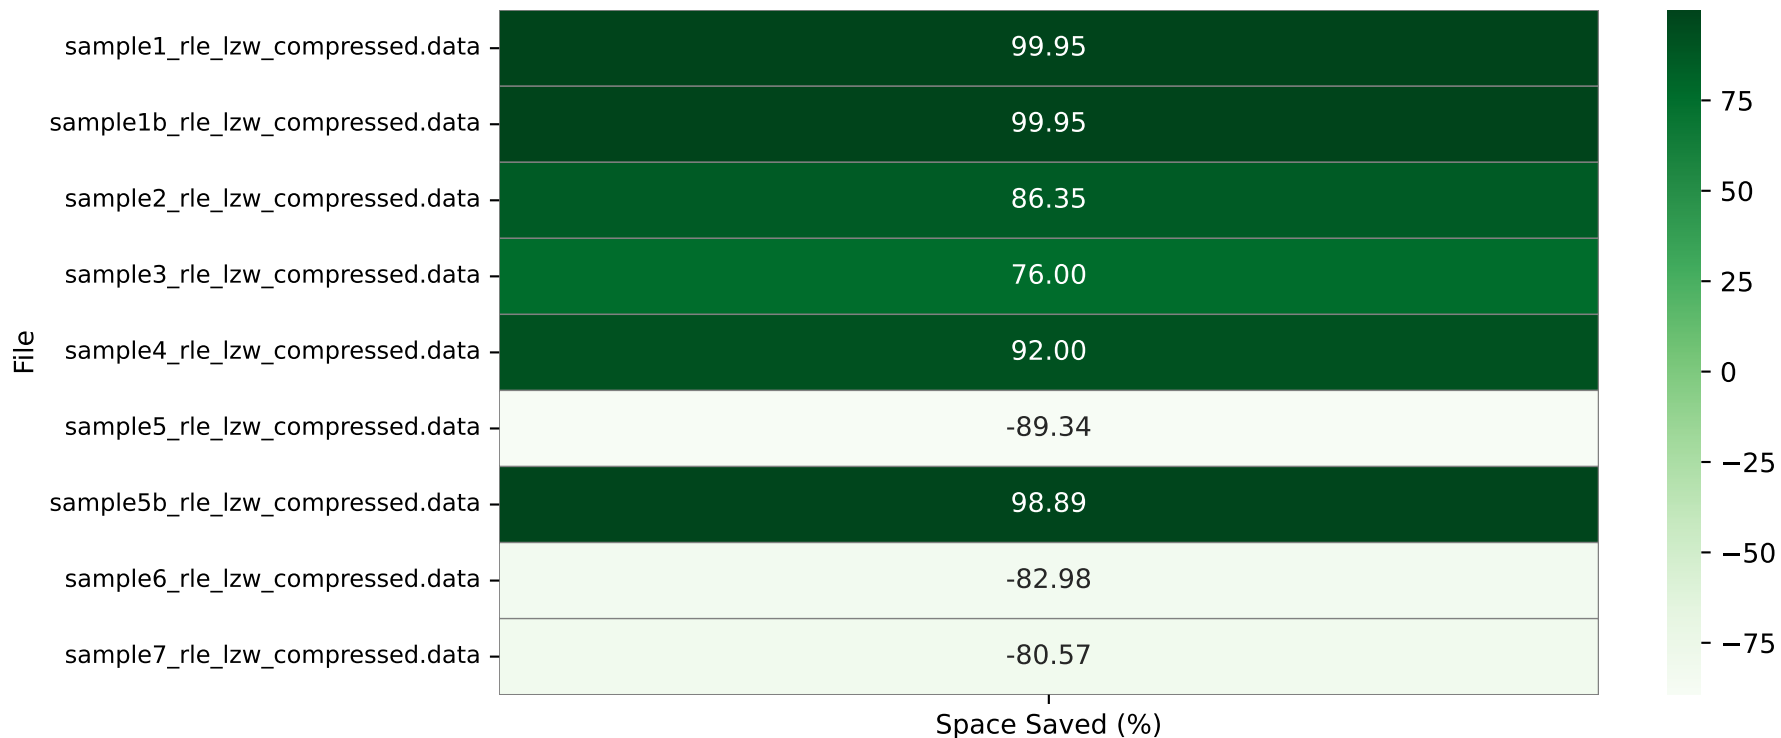 sample1_rle_lzw_compressed.data 99.95
sample1b_rle_lzw_compressed.data 99.95
sample2_rle_lzw_compressed.data 86.35
sample3_rle_lzw_compressed.data 76.00
sample4_rle_lzw_compressed.data 92.00
sample5_rle_lzw_compressed.data -89.34
sample5b_rle_lzw_compressed.data 98.89
sample6_rle_lzw_compressed.data -82.98
sample7_rle_lzw_compressed.data -80.57
File
Space Saved (%)
75
50
25
0
−25
−50
−75